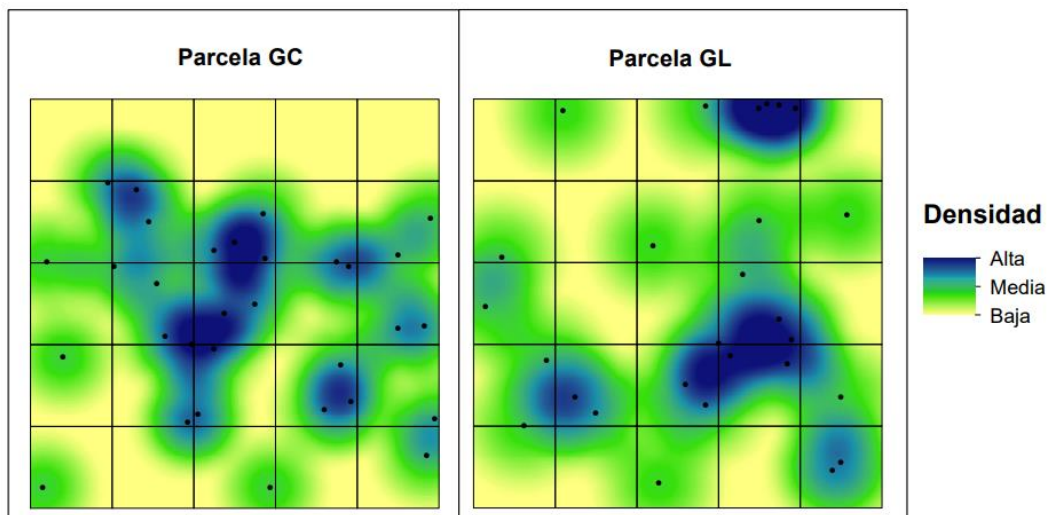 Parcela GC
Parcela GL
Densidad
Alta
Media
Baja